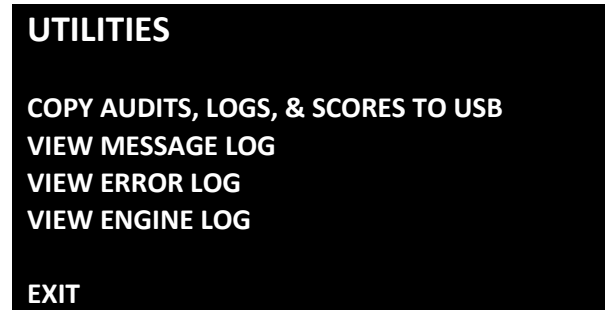 UTILITIES
COPY AUDITS, LOGS, & SCORES TO USB
VIEW MESSAGE LOG
VIEW ERROR LOG
VIEW ENGINE LOG
EXIT